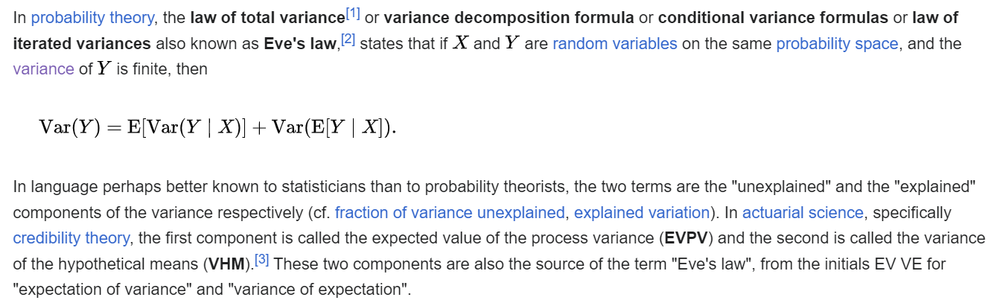 In probability theory, the law of total variance[1] or variance decomposition formula or conditional variance formulas or law of
iterated variances also known as Eve's law,[2] states that if X and Y are random variables on the same probability space, and the
variance of Y is finite, then
Var(Y) = E[Var(Y | X)] + Var(E[Y | X]).
In language perhaps better known to statisticians than to probability theorists, the two terms are the "unexplained" and the "explained"
components of the variance respectively (cf. fraction of variance unexplained, explained variation). In actuarial science, specifically
credibility theory, the first component is called the expected value of the process variance (EVPV) and the second is called the variance
of the hypothetical means (VHM).[3] These two components are also the source of the term "Eve's law", from the initials EV VE for
"expectation of variance" and "variance of expectation".